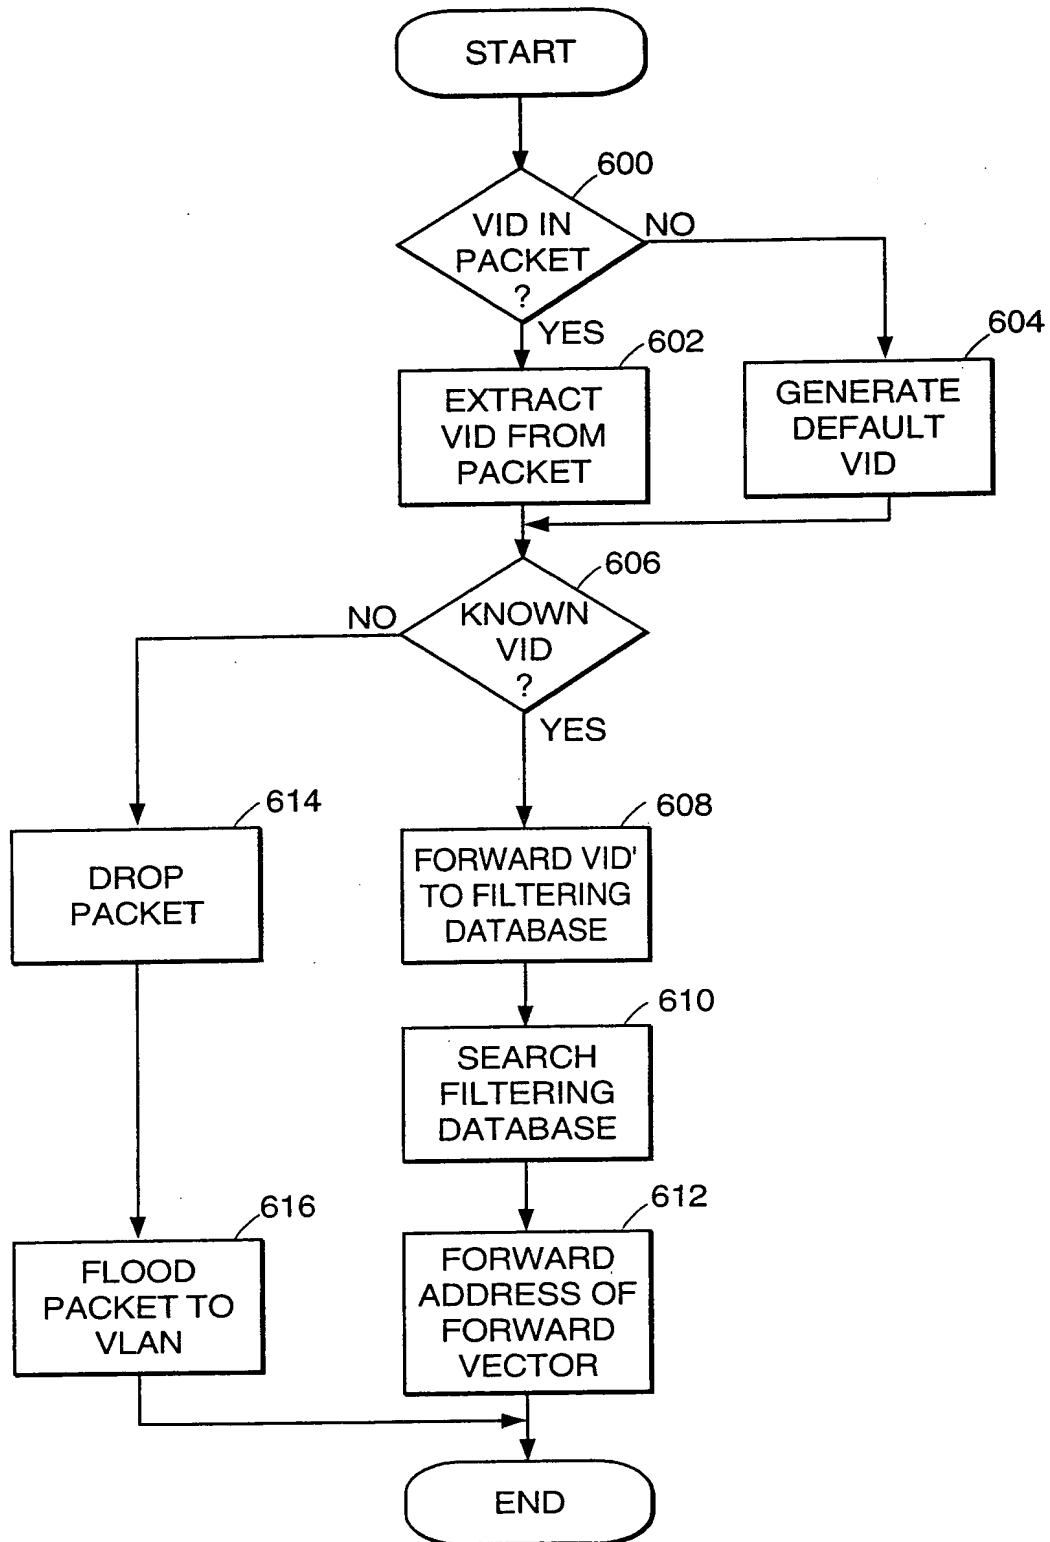 START
600
VID IN
PACKET
?
NO
YES
602
604
EXTRACT
VID FROM
PACKET
GENERATE
DEFAULT
VID
606
KNOWN
VID
?
NO
YES
614
608
DROP
PACKET
FORWARD VID'
TO FILTERING
DATABASE
610
SEARCH
FILTERING
DATABASE
616
612
FLOOD
PACKET TO
VLAN
FORWARD
ADDRESS OF
FORWARD
VECTOR
END